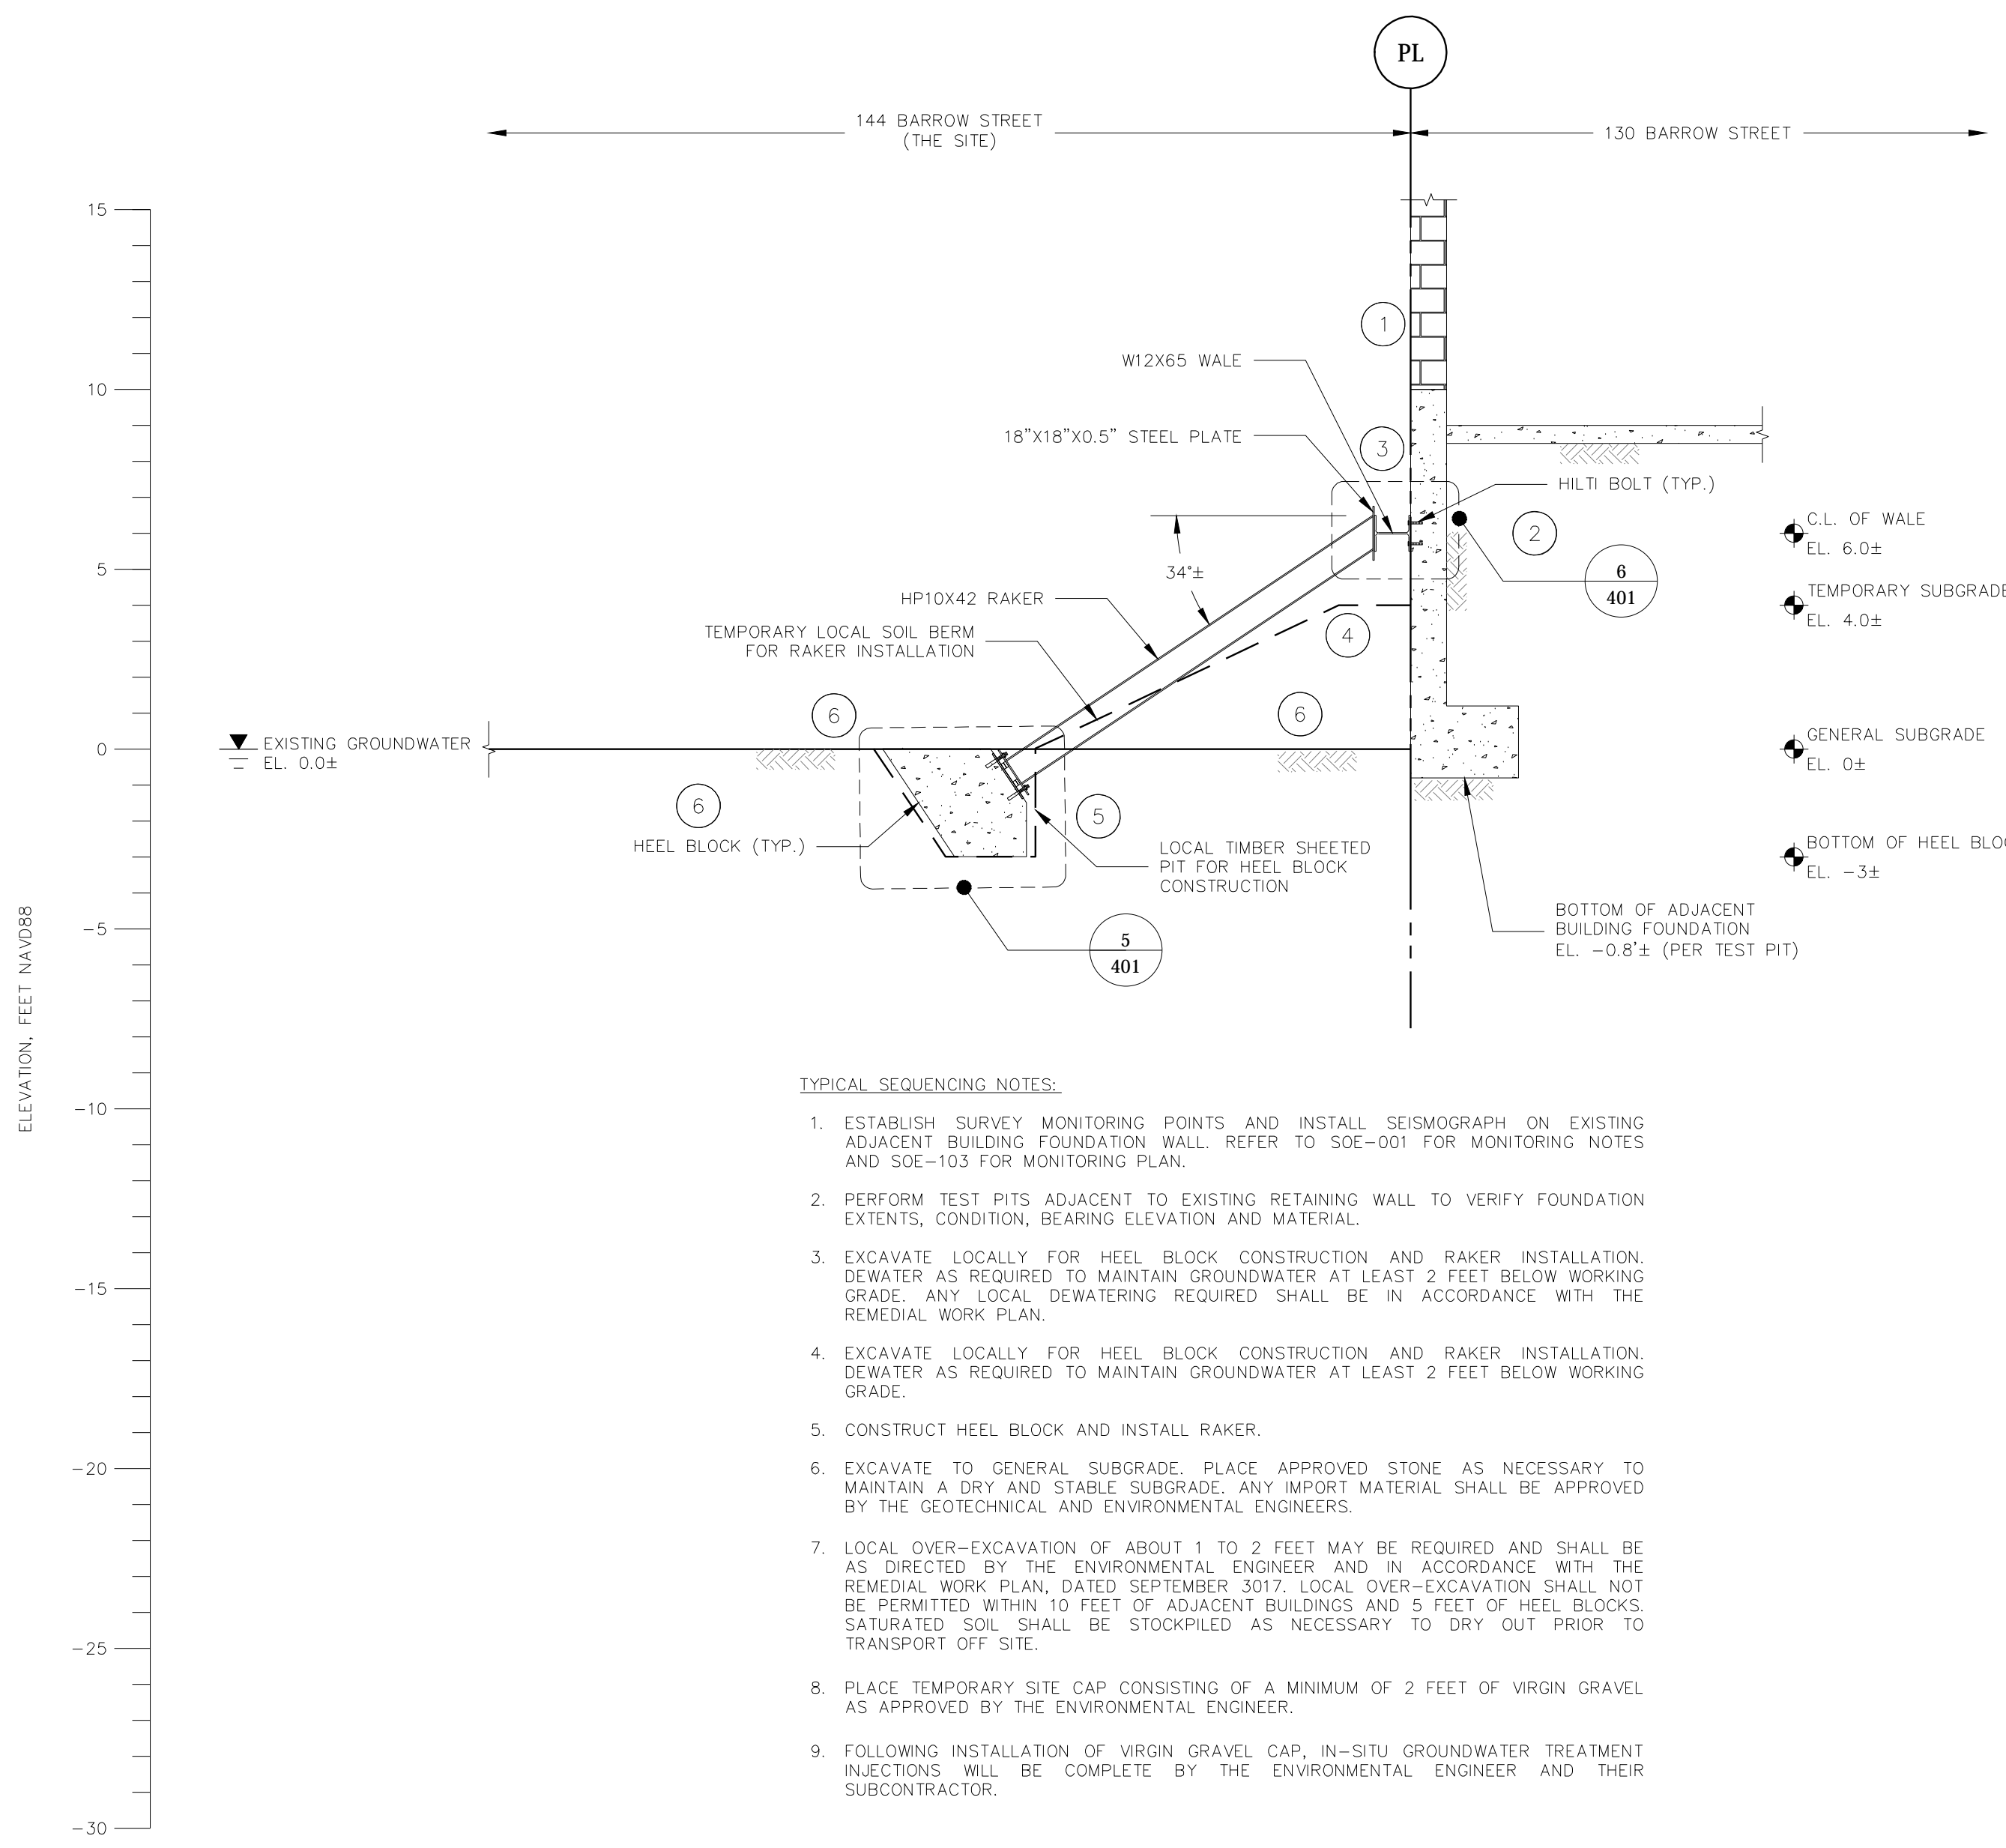 PL
144 BARROW STREET
(THE SITE)
130 BARROW STREET
15
10
5
0
-5
-10
-15
-20
-25
-30
ELEVATION, FEET NAVD88
1
W12X65 WALE
18"X18"X0.5" STEEL PLATE
3
HILTI BOLT (TYP.)
2
C.L. OF WALE
EL. 6.0±
34°±
6
401
HP10X42 RAKER
TEMPORARY SUBGRADE
EL. 4.0±
TEMPORARY LOCAL SOIL BERM
FOR RAKER INSTALLATION
4
6
6
EXISTING GROUNDWATER
EL. 0.0±
GENERAL SUBGRADE
EL. 0±
6
5
HEEL BLOCK (TYP.)
LOCAL TIMBER SHEETED
PIT FOR HEEL BLOCK
CONSTRUCTION
BOTTOM OF HEEL BLO
EL. -3±
5
401
BOTTOM OF ADJACENT
BUILDING FOUNDATION
EL. -0.8'± (PER TEST PIT)
TYPICAL SEQUENCING NOTES:
1. ESTABLISH SURVEY MONITORING POINTS AND INSTALL SEISMOGRAPH ON EXISTING
ADJACENT BUILDING FOUNDATION WALL. REFER TO SOE-001 FOR MONITORING NOTES
AND SOE-103 FOR MONITORING PLAN.
2. PERFORM TEST PITS ADJACENT TO EXISTING RETAINING WALL TO VERIFY FOUNDATION
EXTENTS, CONDITION, BEARING ELEVATION AND MATERIAL.
3. EXCAVATE LOCALLY FOR HEEL BLOCK CONSTRUCTION AND RAKER INSTALLATION.
DEWATER AS REQUIRED TO MAINTAIN GROUNDWATER AT LEAST 2 FEET BELOW WORKING
GRADE. ANY LOCAL DEWATERING REQUIRED SHALL BE IN ACCORDANCE WITH THE
REMEDIAL WORK PLAN.
4. EXCAVATE LOCALLY FOR HEEL BLOCK CONSTRUCTION AND RAKER INSTALLATION.
DEWATER AS REQUIRED TO MAINTAIN GROUNDWATER AT LEAST 2 FEET BELOW WORKING
GRADE.
5. CONSTRUCT HEEL BLOCK AND INSTALL RAKER.
6. EXCAVATE TO GENERAL SUBGRADE. PLACE APPROVED STONE AS NECESSARY TO
MAINTAIN A DRY AND STABLE SUBGRADE. ANY IMPORT MATERIAL SHALL BE APPROVED
BY THE GEOTECHNICAL AND ENVIRONMENTAL ENGINEERS.
7. LOCAL OVER-EXCAVATION OF ABOUT 1 TO 2 FEET MAY BE REQUIRED AND SHALL BE
AS DIRECTED BY THE ENVIRONMENTAL ENGINEER AND IN ACCORDANCE WITH THE
REMEDIAL WORK PLAN, DATED SEPTEMBER 3017. LOCAL OVER-EXCAVATION SHALL NOT
BE PERMITTED WITHIN 10 FEET OF ADJACENT BUILDINGS AND 5 FEET OF HEEL BLOCKS.
SATURATED SOIL SHALL BE STOCKPILED AS NECESSARY TO DRY OUT PRIOR TO
TRANSPORT OFF SITE.
8. PLACE TEMPORARY SITE CAP CONSISTING OF A MINIMUM OF 2 FEET OF VIRGIN GRAVEL
AS APPROVED BY THE ENVIRONMENTAL ENGINEER.
9. FOLLOWING INSTALLATION OF VIRGIN GRAVEL CAP, IN-SITU GROUNDWATER TREATMENT
INJECTIONS WILL BE COMPLETE BY THE ENVIRONMENTAL ENGINEER AND THEIR
SUBCONTRACTOR.